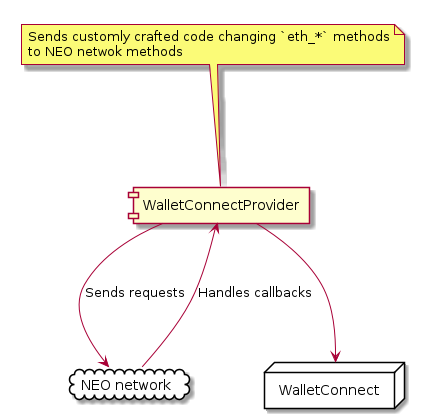 Sends customly crafted code changing `eth_*` methods
to NEO netwok methods
WalletConnectProvider
Sends requests
Handles callbacks
NEO network
WalletConnect